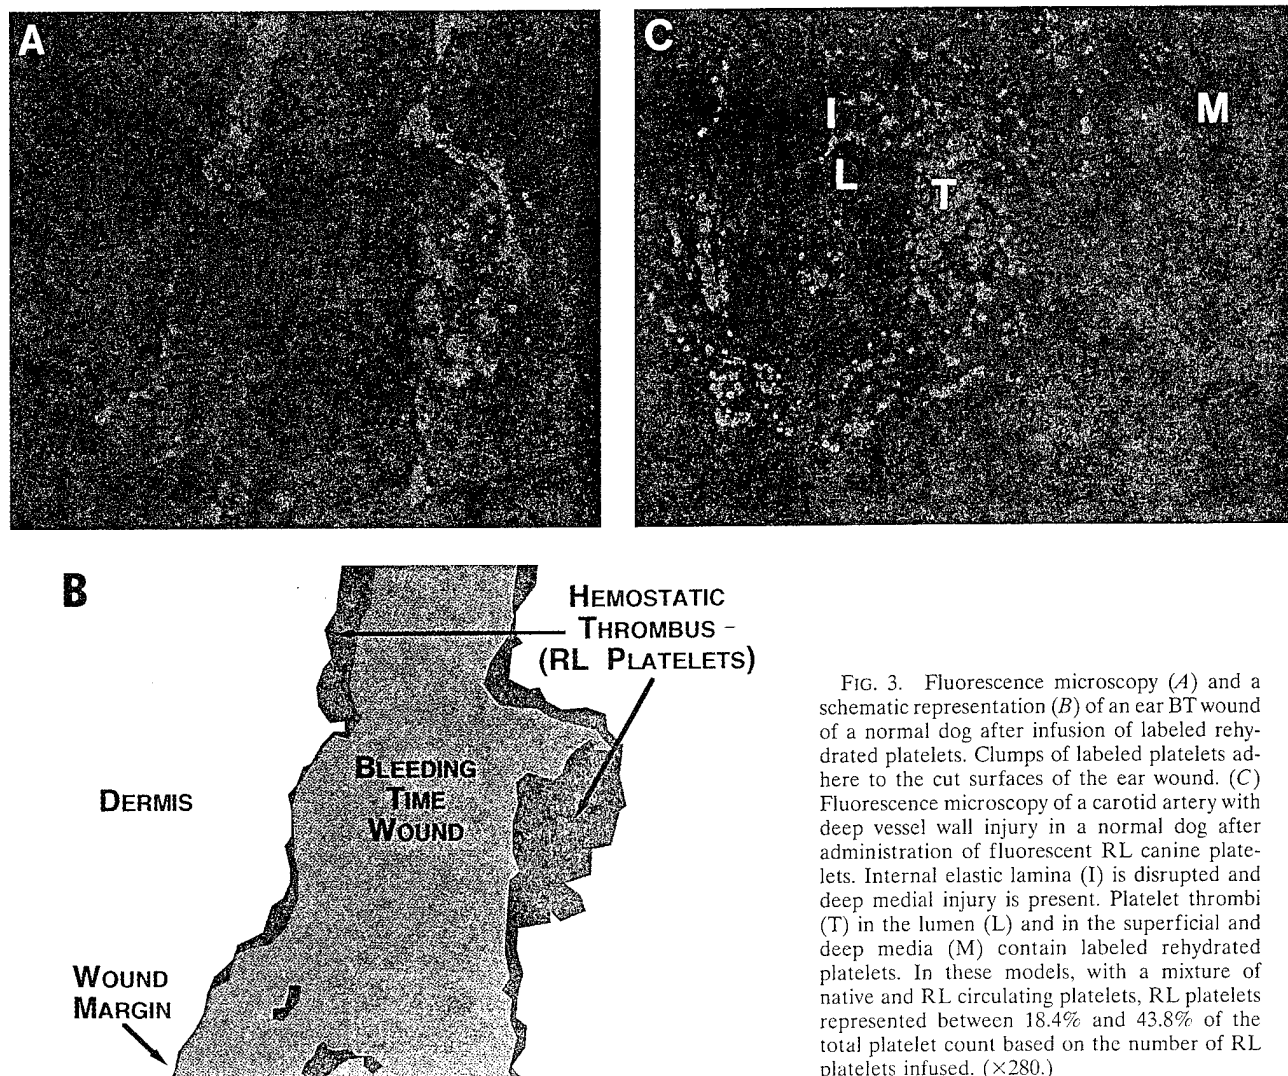 A
C
I
M
L
T
B
HEMOSTATIC
THROMBUS -
(RL PLATELETS)
BLEEDING
TIME
WOUND
DERMIS
WOUND
MARGIN
FIG. 3. Fluorescence microscopy (A) and a
schematic representation (B) of an ear BT wound
of a normal dog after infusion of labeled rehy-
drated platelets. Clumps of labeled platelets ad-
here to the cut surfaces of the ear wound. (C)
Fluorescence microscopy of a carotid artery with
deep vessel wall injury in a normal dog after
administration of fluorescent RL canine plate-
lets. Internal elastic lamina (I) is disrupted and
deep medial injury is present. Platelet thrombi
(T) in the lumen (L) and in the superficial and
deep media (M) contain labeled rehydrated
platelets. In these models, with a mixture of
native and RL circulating platelets, RL platelets
represented between 18.4% and 43.8% of the
total platelet count based on the number of RL
platelets infused. (×280.)